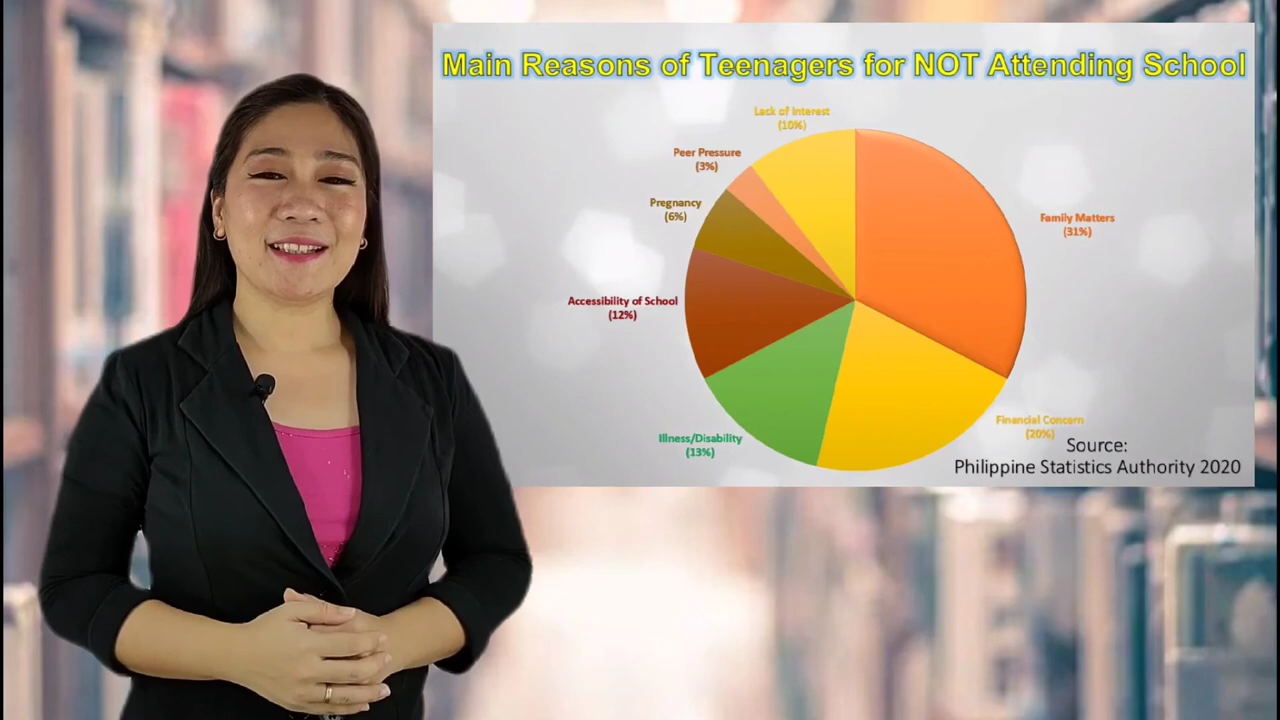 Main Reasons of Teenagers for NOT Attending School
Lack of Interest
(10%)
Peer Pressure
(3%)
Pregnancy
(6%)
Family Matters
(31%)
Accessibility of School
(12%)
Illness/Disability
(13%)
Financial Concern
(20%)
Source:
Philippine Statistics Authority 2020